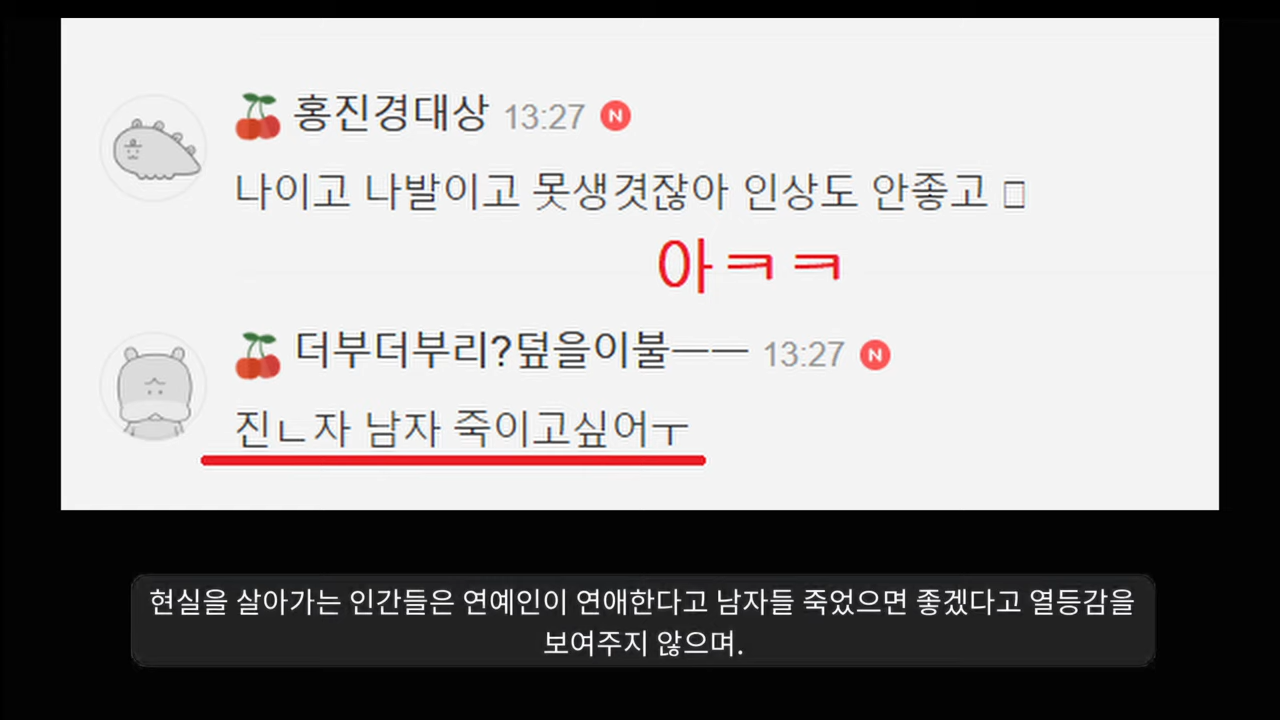 홍진경대상 13:27 N
나이고 나발이고 못생겻잖아 인상도 안좋고 □
아ㅋㅋ
더부더부리?덮을이불ㅡㅡ 13:27 N
진ㄴ자 남자 죽이고싶어ㅜ
현실을 살아가는 인간들은 연예인이 연애한다고 남자들 죽었으면 좋겠다고 열등감을
보여주지 않으며.